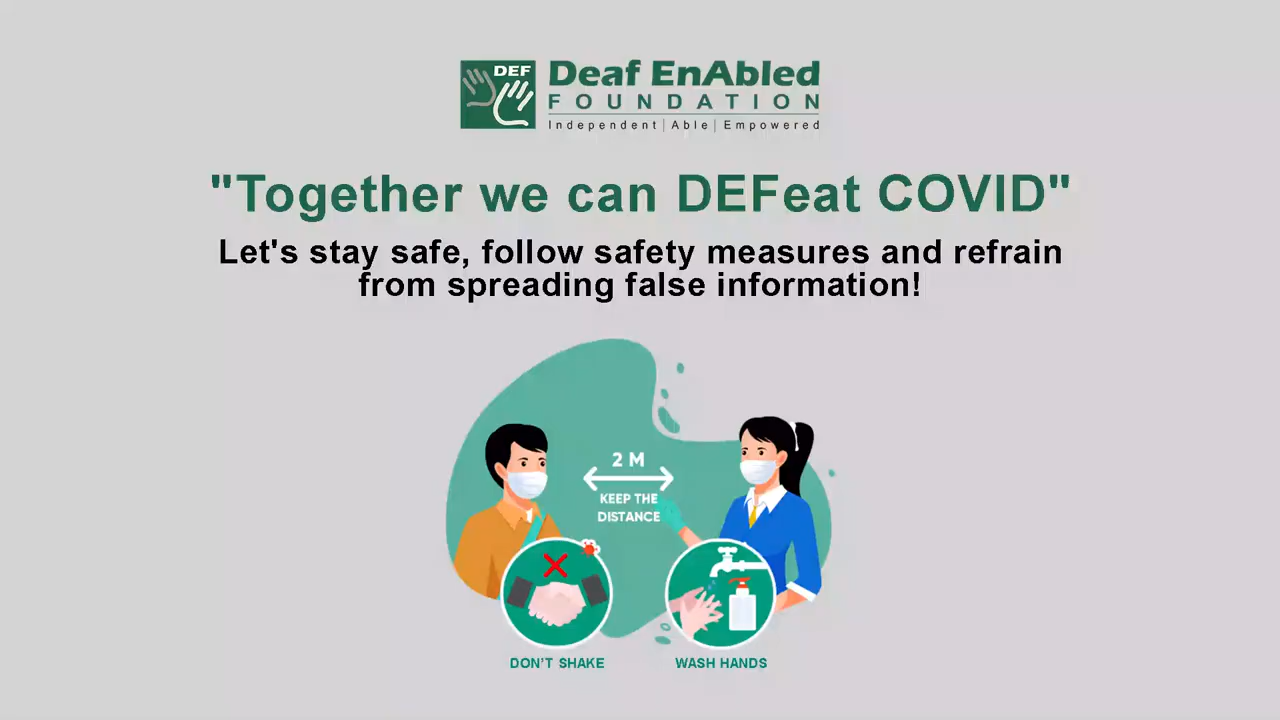 DEF
Deaf EnAbled
FOUNDATION
Independent|Able|Empowered
"Together we can DEFeat COVID"
Let's stay safe, follow safety measures and refrain
from spreading false information!
2 M
KEEP THE
DISTANCE
DON'T SHAKE
WASH HANDS